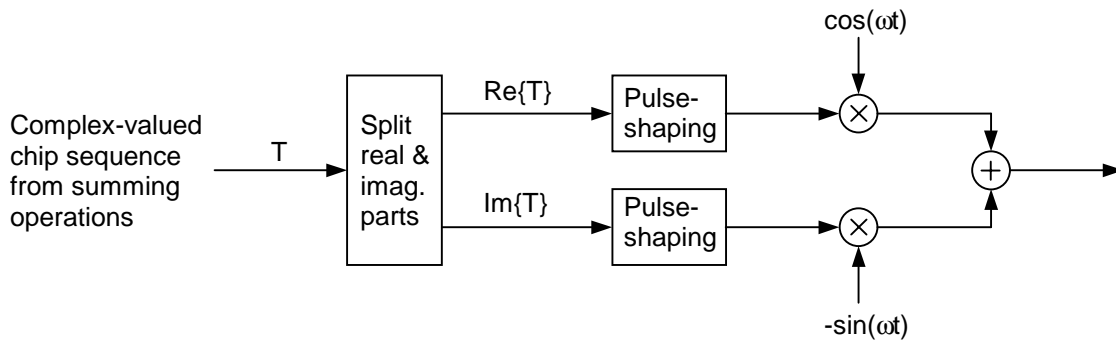 cos(ωt)
Complex-valued
chip sequence
from summing
operations
T
Split
real &
imag.
parts
Re{T}
Pulse-
shaping
×
Im{T}
Pulse-
shaping
×
+
-sin(ωt)